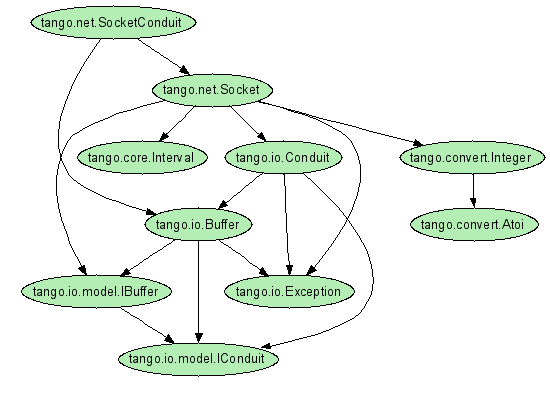 tango.net.SocketConduit
tango.net.Socket
tango.core.Interval
tango.io.Conduit
tango.convert.Integer
tango.io.Buffer
tango.convert.Atoi
tango.io.model.IBuffer
tango.io.Exception
tango.io.model.IConduit